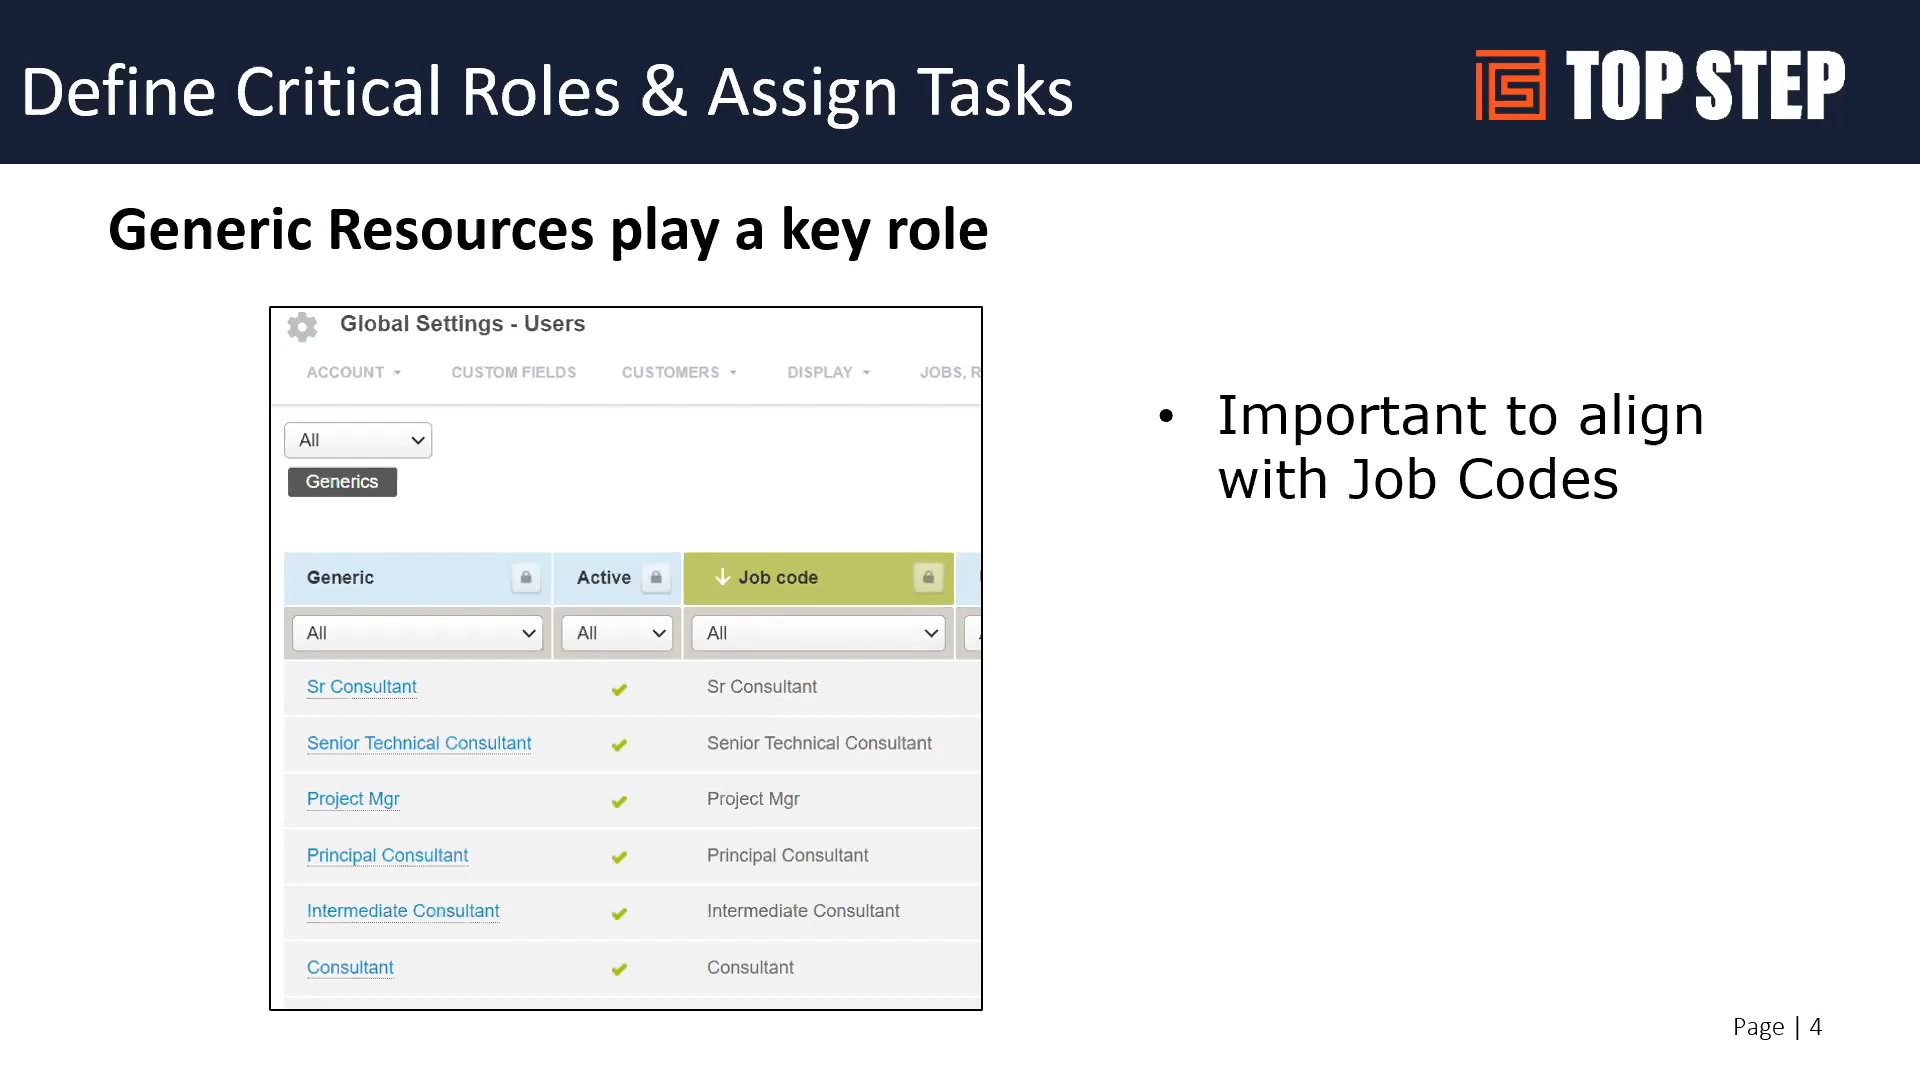 Define Critical Roles & Assign Tasks
TOP STEP
Generic Resources play a key role
Global Settings - Users
ACCOUNT CUSTOM FIELDS CUSTOMERS DISPLAY JOBS, R
All
Generics
Generic Active Job code
All All All
Sr Consultant Sr Consultant
Senior Technical Consultant Senior Technical Consultant
Project Mgr Project Mgr
Principal Consultant Principal Consultant
Intermediate Consultant Intermediate Consultant
Consultant Consultant
• Important to align
with Job Codes
Page | 4